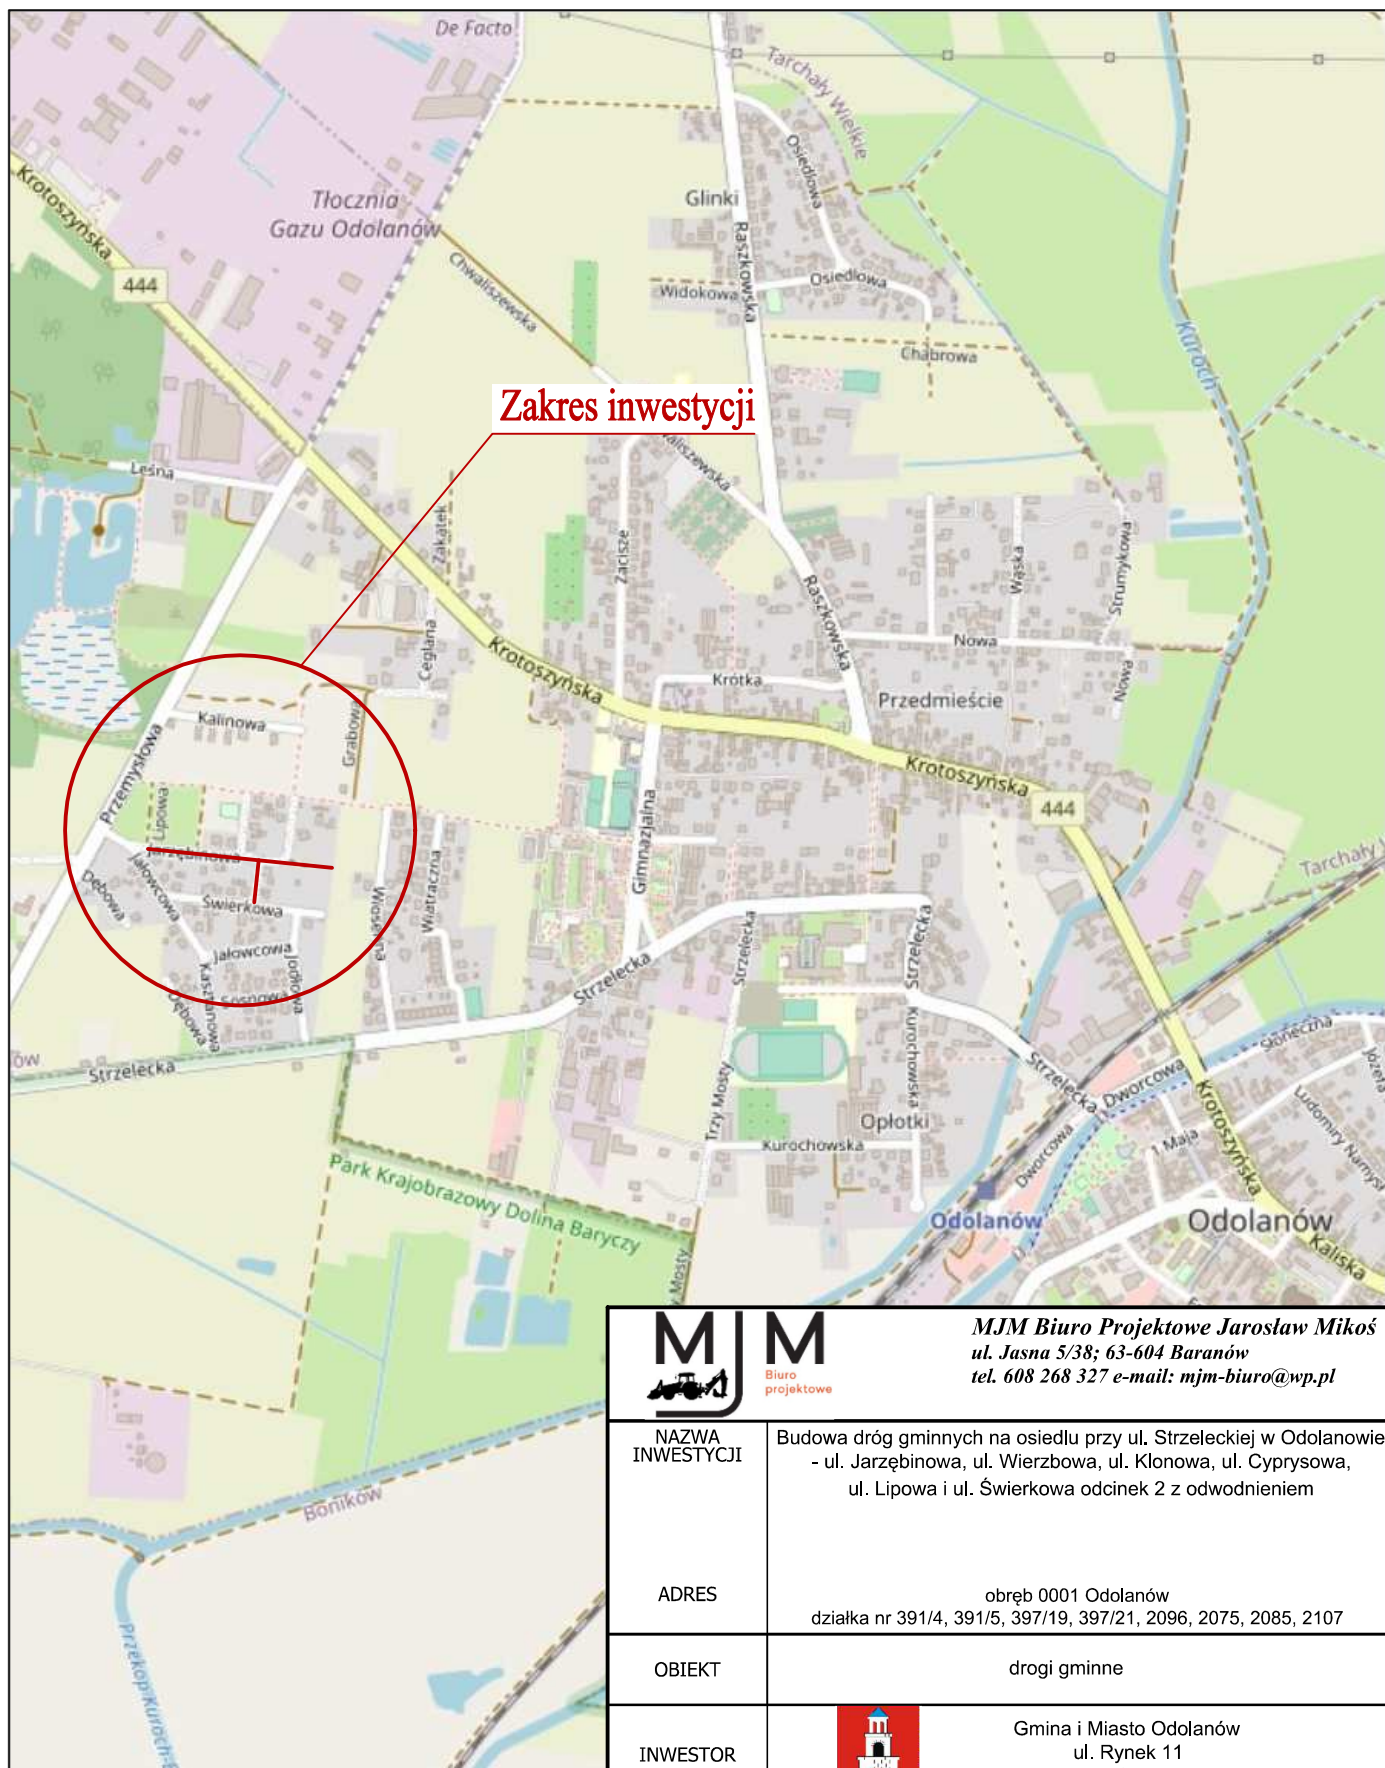 De Facto
Tarchały Wielkie
Krotoszyńska
Tłocznia
Gazu Odolanów
Glinki
Osiedlowa
Raszkowska
444
Chwaliszewska
Widokowa
Osiedlowa
Kuroch
Chabrowa
Zakres inwestycji
waliszewska
Leśna
Zakątek
Zacisze
Wąska
Strumykowa
Raszkowska
Nowa
Ceglana
Krotoszyńska
Krótka
Przedmieście
Nowa
Kalinowa
Grabowa
Przemysłowa
Krotoszyńska
444
Lipowa
Gimnazjalna
Tarchały W
Jarzębinowa
Jałowcowa
Dębowa
Świerkowa
Wiosenna
Wiatraczna
Jałowcowa
Jodłowa
Kasztanowa
Sosnowa
Dębowa
Strzelecka
Strzelecka
Strzelecka
Strzelecka
Kurochowska
Słoneczna
Józefa
ów
Strzelecka
Trzy Mosty
Dworcowa
Krotoszyńska
Ludomiry Namysł
Opłotki
Kurochowska
1 Maja
Dworcowa
Park Krajobrazowy Dolina Baryczy
Odolanów
Odolanów
Kaliska
Mosty
Boników
Przekop Kuroch-
MJM
Biuro
projektowe
MJM Biuro Projektowe Jarosław Mikoś
ul. Jasna 5/38; 63-604 Baranów
tel. 608 268 327 e-mail: mjm-biuro@wp.pl
NAZWA
INWESTYCJI
Budowa dróg gminnych na osiedlu przy ul. Strzeleckiej w Odolanowie
- ul. Jarzębinowa, ul. Wierzbowa, ul. Klonowa, ul. Cyprysowa,
ul. Lipowa i ul. Świerkowa odcinek 2 z odwodnieniem
ADRES
obręb 0001 Odolanów
działka nr 391/4, 391/5, 397/19, 397/21, 2096, 2075, 2085, 2107
OBIEKT
drogi gminne
INWESTOR
Gmina i Miasto Odolanów
ul. Rynek 11